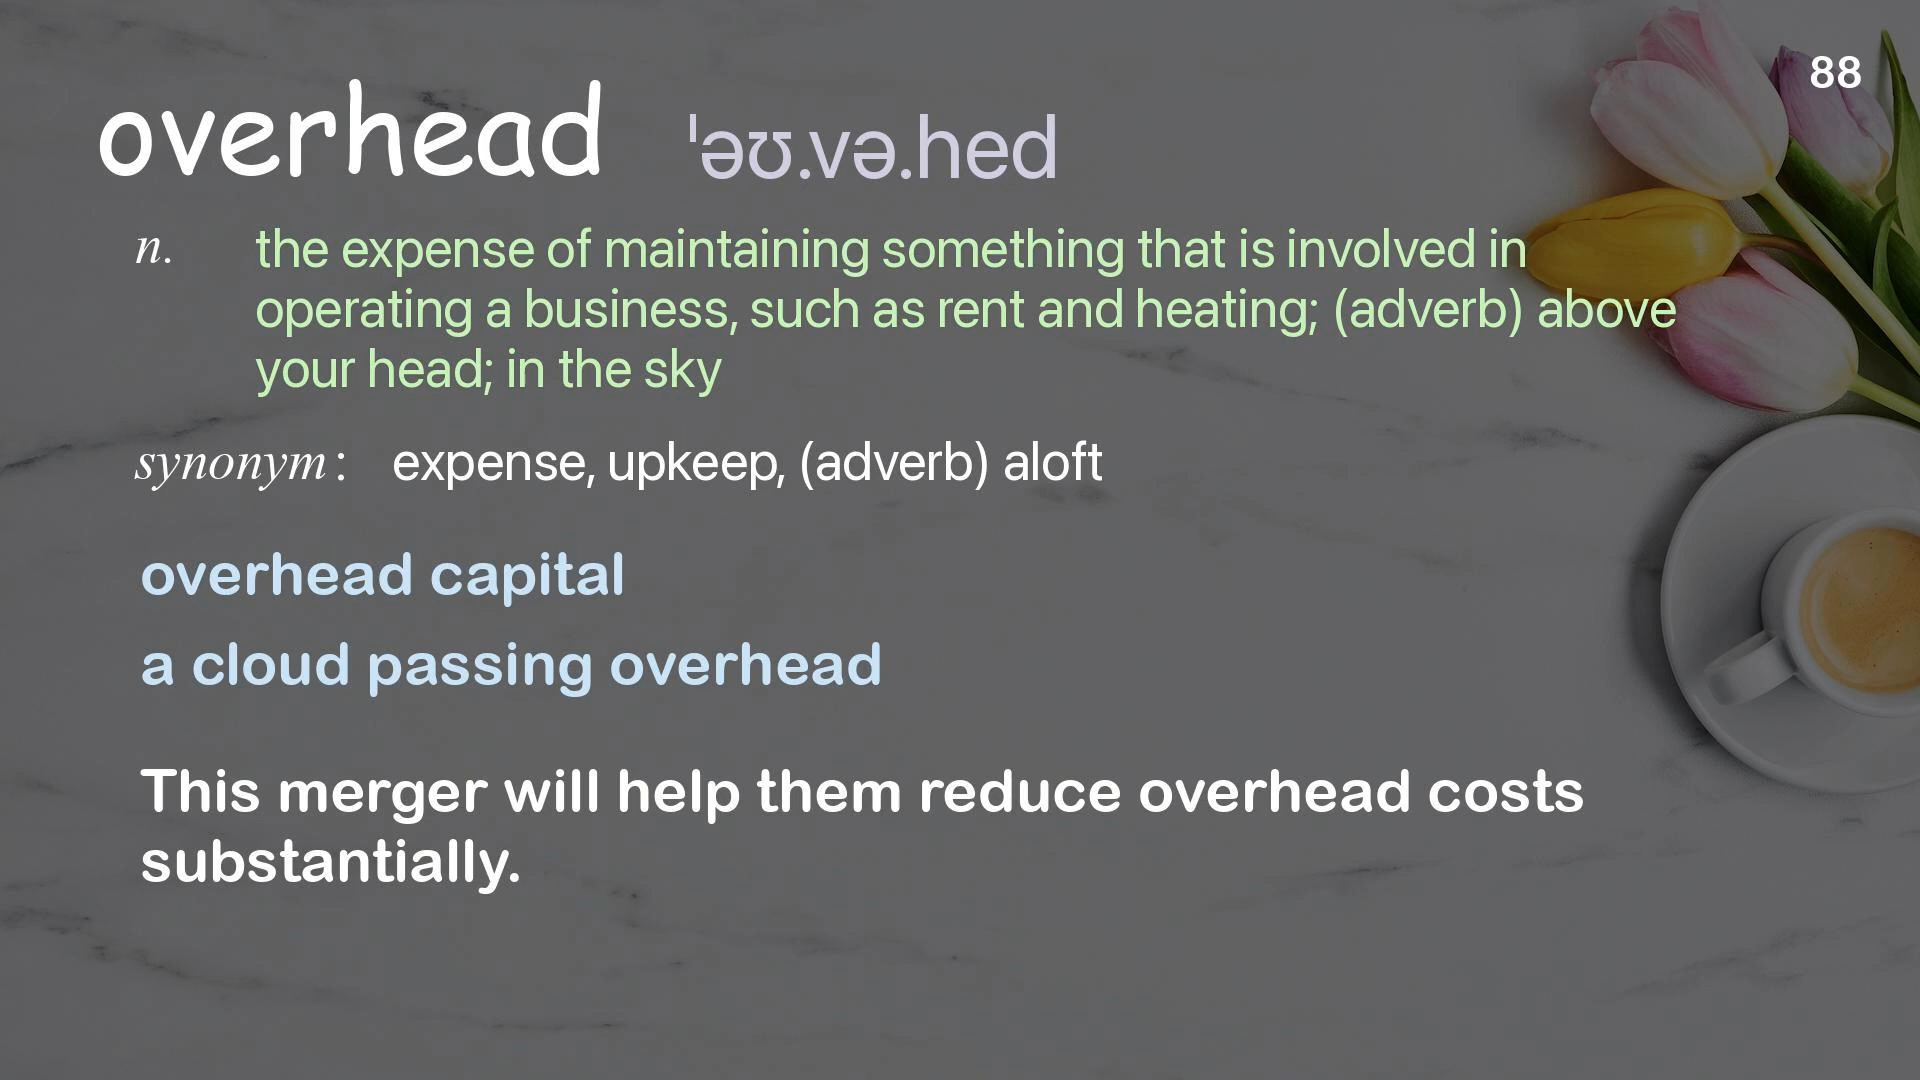 88
overhead ˈəʊ.və.hed
n. the expense of maintaining something that is involved in
operating a business, such as rent and heating; (adverb) above
your head; in the sky
synonym: expense, upkeep, (adverb) aloft
overhead capital
a cloud passing overhead
This merger will help them reduce overhead costs
substantially.